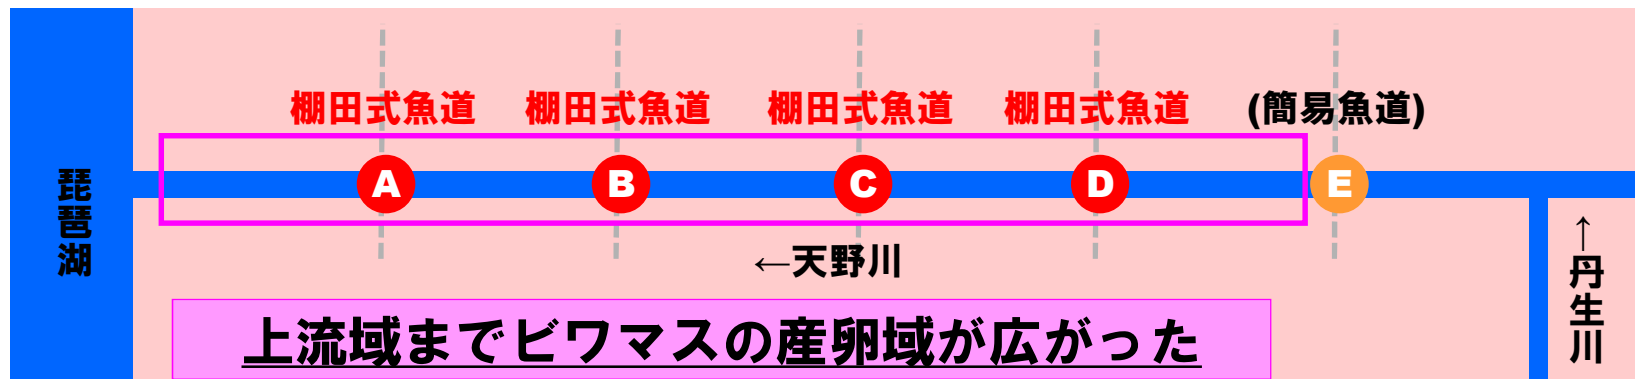 棚田式魚道 棚田式魚道 棚田式魚道 棚田式魚道 (簡易魚道)
A B C D E
琵琶湖
←天野川
↑丹生川
上流域までビワマスの産卵域が広がった